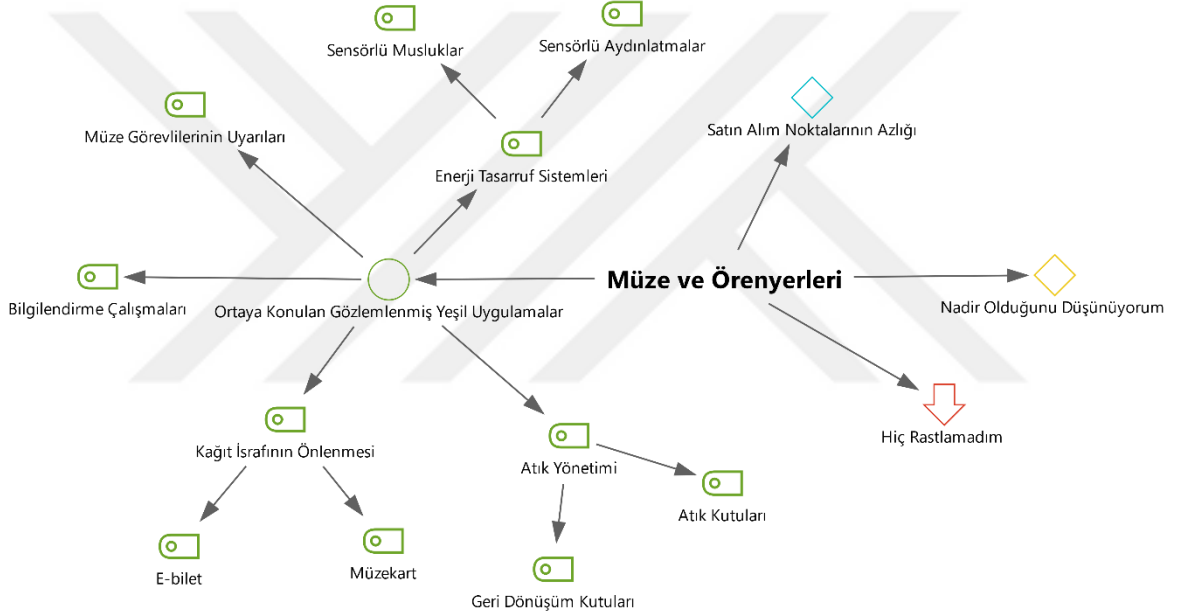 Sensörlü Musluklar
Sensörlü Aydınlatmalar
Müze Görevlilerinin Uyarıları
Satın Alım Noktalarının Azlığı
Enerji Tasarruf Sistemleri
Müze ve Örenyerleri
Bilgilendirme Çalışmaları
Ortaya Konulan Gözlemlenmiş Yeşil Uygulamalar
Nadir Olduğunu Düşünüyorum
Hiç Rastlamadım
Kağıt İsrafının Önlenmesi
Atık Yönetimi
Atık Kutuları
E-bilet
Müzekart
Geri Dönüşüm Kutuları